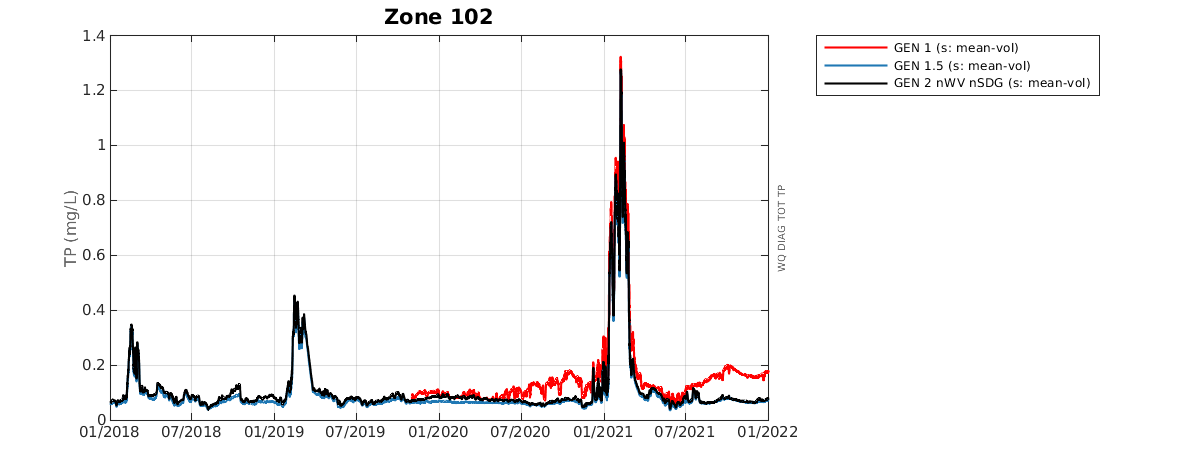 Zone 102
1.4
1.2
1
0.8
0.6
0.4
0.2
0
TP (mg/L)
01/2018
07/2018
01/2019
07/2019
01/2020
07/2020
01/2021
07/2021
01/2022
WQ DIAG TOT TP
GEN 1 (s: mean-vol)
GEN 1.5 (s: mean-vol)
GEN 2 nWV nSDG (s: mean-vol)